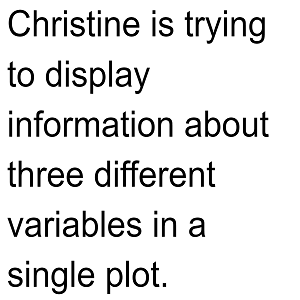 Christine is trying
to display
information about
three different
variables in a
single plot.